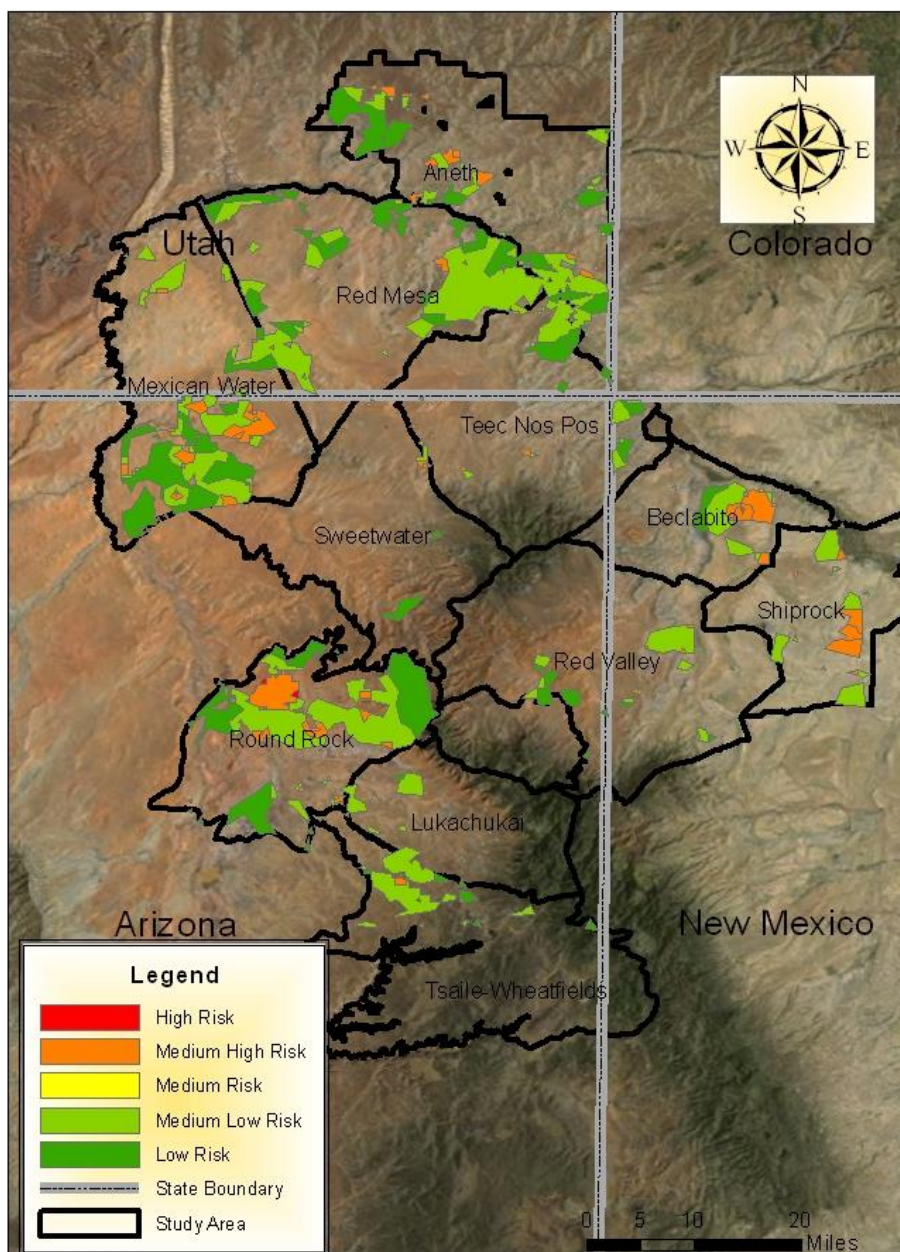 N
W
E
S
Aneth
Utah
Colorado
Red Mesa
Mexican Water
Teec Nos Pos
Beclabito
Sweetwater
Shiprock
Red Valley
Round Rock
Lukachukai
Arizona
New Mexico
Tsaile-Wheatfields
Legend
High Risk
Medium High Risk
Medium Risk
Medium Low Risk
Low Risk
State Boundary
Study Area
0 5 10 20
Miles